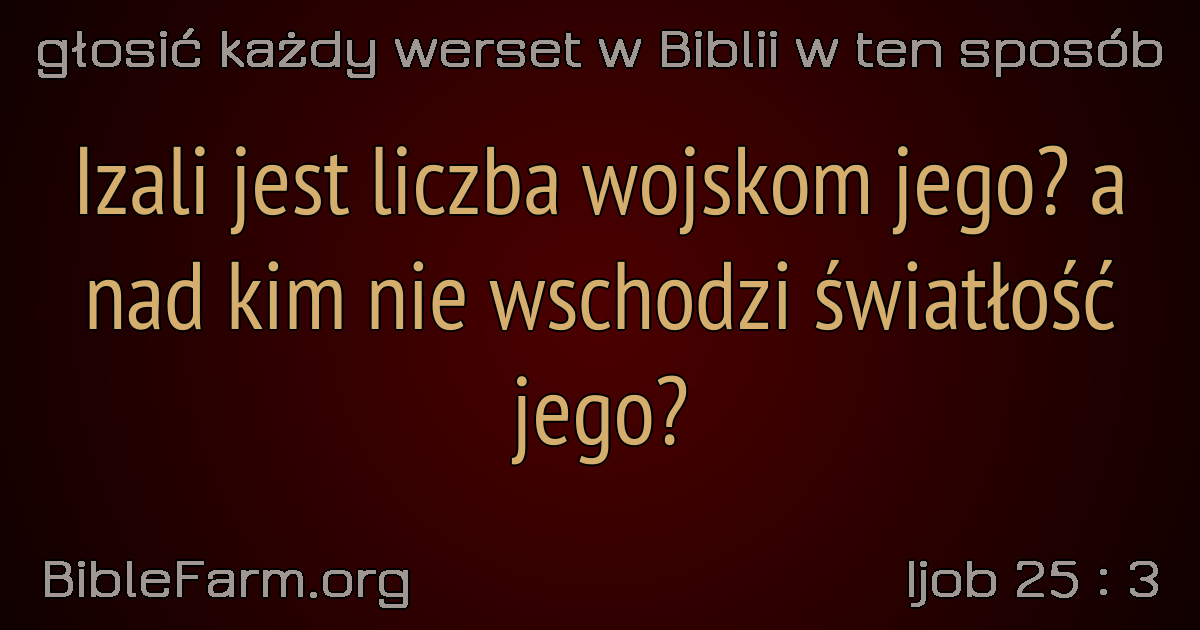 głosić każdy werset w Biblii w ten sposób
Izali jest liczba wojskom jego? a
nad kim nie wschodzi światłość
jego?
BibleFarm.org
Ijob 25 : 3